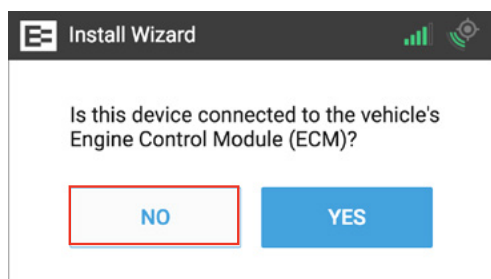 Install Wizard
Is this device connected to the vehicle's
Engine Control Module (ECM)?
NO YES